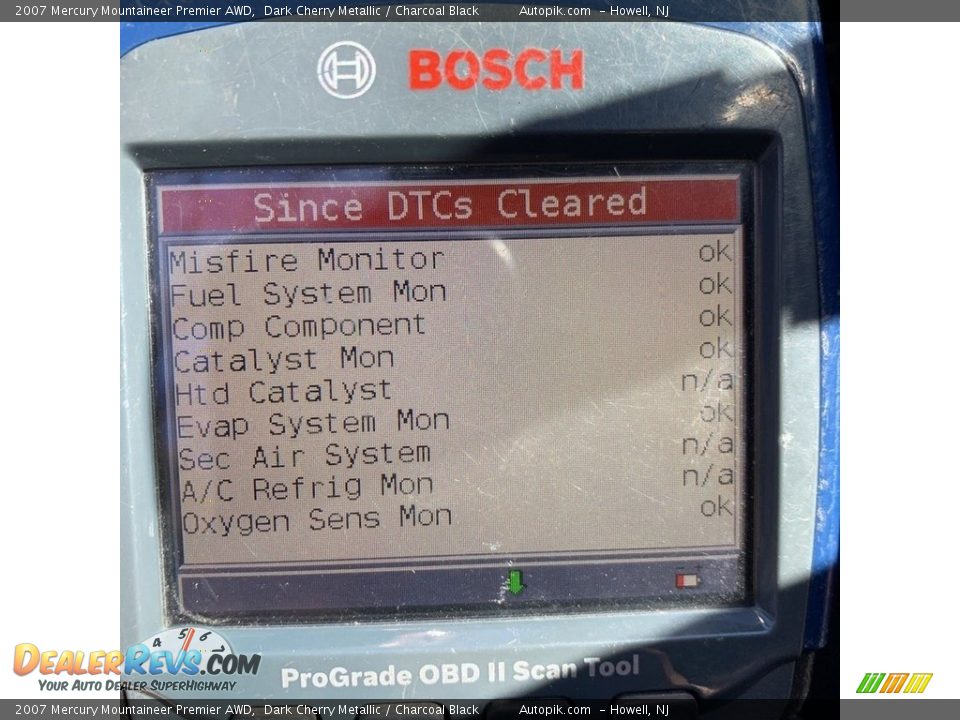 2007 Mercury Mountaineer Premier AWD, Dark Cherry Metallic / Charcoal Black Autopik.com - Howell, NJ
BOSCH
Since DTCs Cleared
Misfire Monitor ok
Fuel System Mon ok
Comp Component ok
Catalyst Mon ok
Htd Catalyst n/a
Evap System Mon ok
Sec Air System n/a
A/C Refrig Mon n/a
Oxygen Sens Mon ok
4 5 6
DEALERREVS.COM
YOUR AUTO DEALER SUPERHIGHWAY
ProGrade OBD II Scan Tool
2007 Mercury Mountaineer Premier AWD, Dark Cherry Metallic / Charcoal Black Autopik.com - Howell, NJ